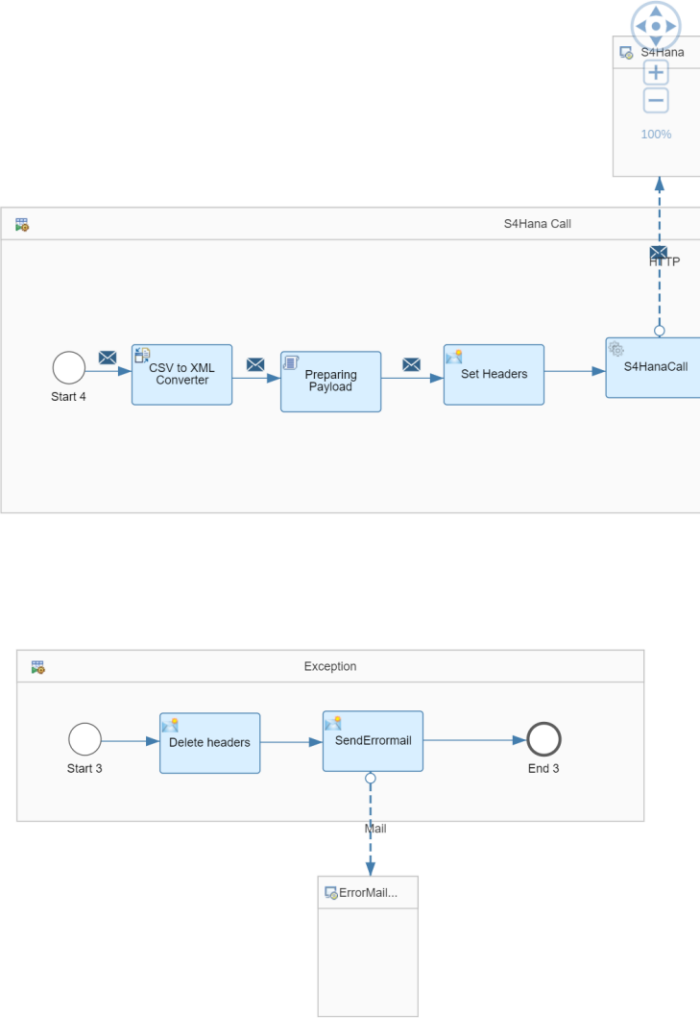 S4Hana
100%
S4Hana Call
HTTP
CSV to XML
Converter
Preparing
Payload
Set Headers
S4HanaCall
Start 4
Exception
Delete headers
SendErrormail
Start 3
End 3
Mail
ErrorMail...